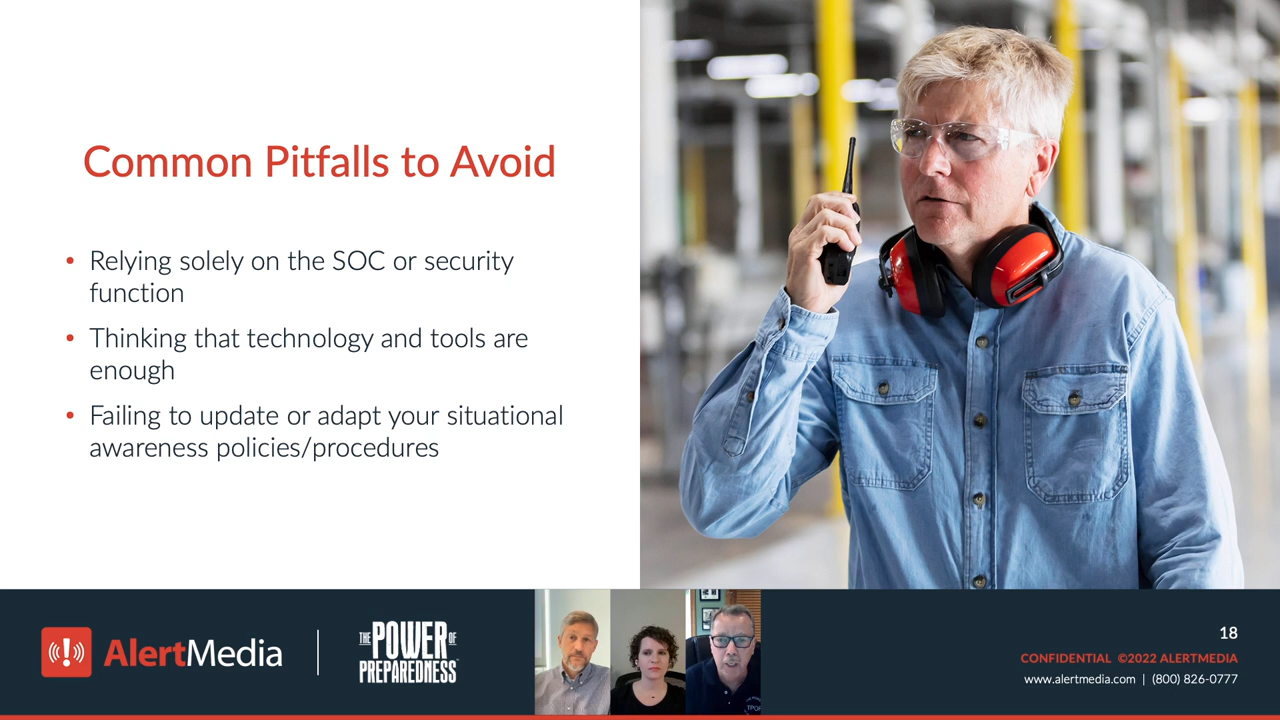 Common Pitfalls to Avoid
• Relying solely on the SOC or security
function
• Thinking that technology and tools are
enough
• Failing to update or adapt your situational
awareness policies/procedures
AlertMedia
THE POWER OF
PREPAREDNESS
TPOP
18
CONFIDENTIAL ©2022 ALERTMEDIA
www.alertmedia.com | (800) 826-0777